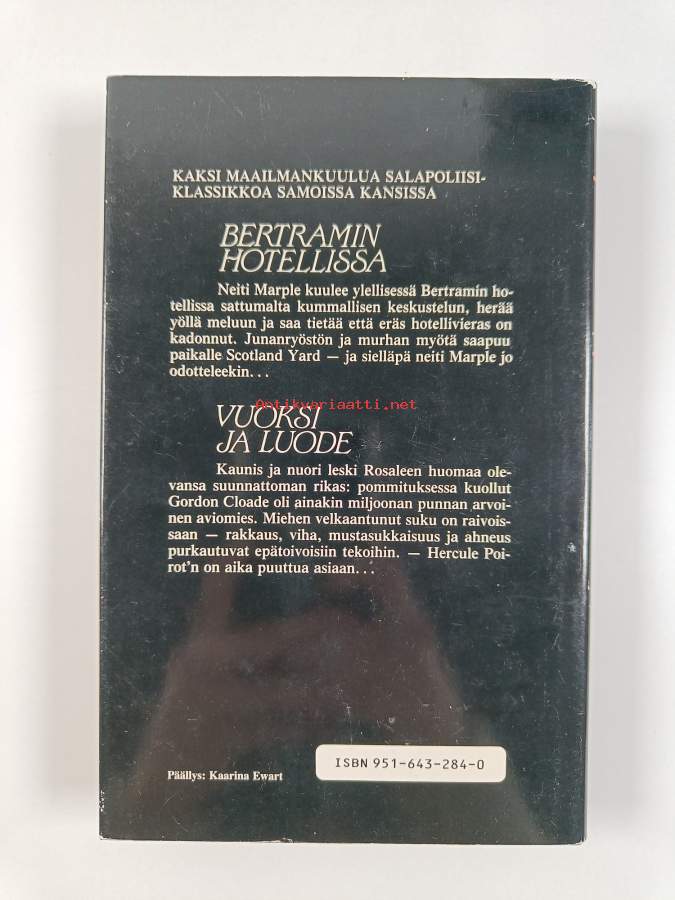 KAKSI MAAILMANKUULUA SALAPOLIISI-
KLASSIKKOA SAMOISSA KANSISSA
BERTRAMIN
HOTELLISSA
Neiti Marple kuulee ylellisessä Bertramin ho-
tellissa sattumalta kummallisen keskustelun, herää
yöllä meluun ja saa tietää että eräs hotellivieras on
kadonnut. Junanryöstön ja murhan myötä saapuu
paikalle Scotland Yard — ja sielläpä neiti Marple jo
odotteleekin...
Antikvariaatti.net
VUOKSI
JA LUODE
Kaunis ja nuori leski Rosaleen huomaa ole-
vansa suunnattoman rikas: pommituksessa kuollut
Gordon Cloade oli ainakin miljoonan punnan arvoi-
nen aviomies. Miehen velkaantunut suku on raivois-
saan — rakkaus, viha, mustasukkaisuus ja ahneus
purkautuvat epätoivoisiin tekoihin. — Hercule Poi-
rot'n on aika puuttua asiaan...
ISBN 951-643-284-0
Päällys: Kaarina Ewart